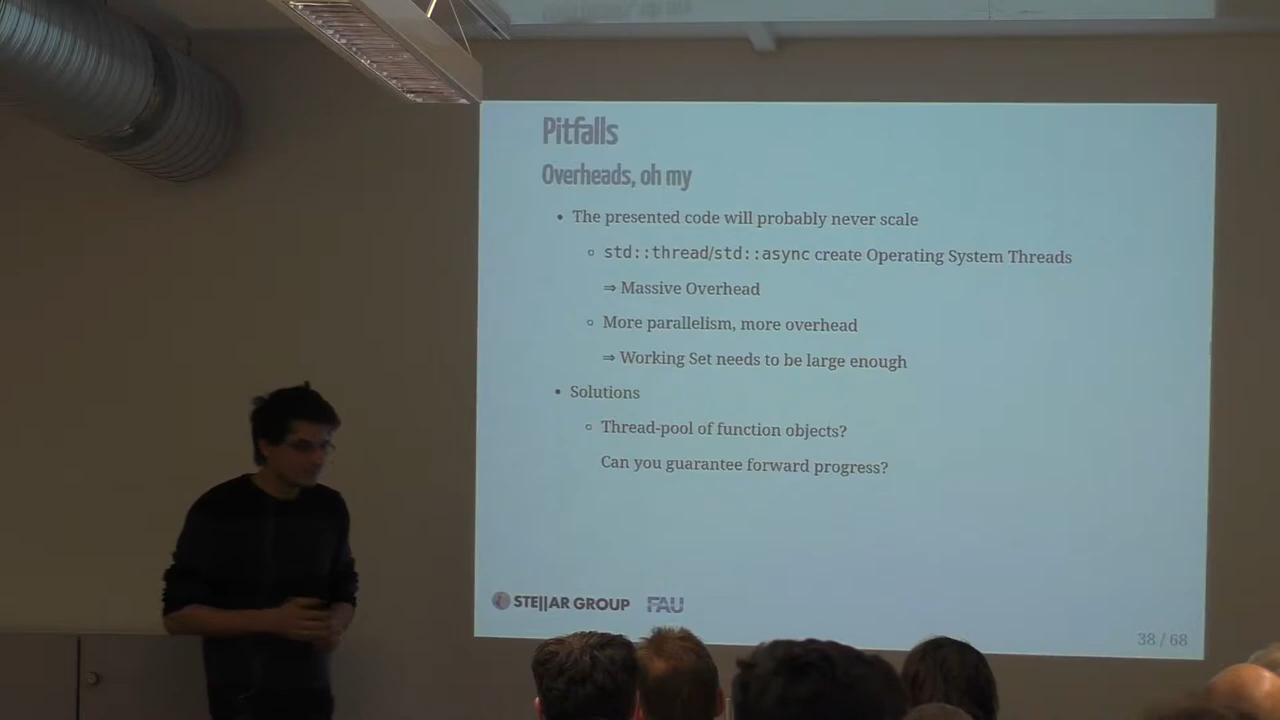 Pitfalls
Overheads, oh my
• The presented code will probably never scale
◦ std::thread/std::async create Operating System Threads
⇒ Massive Overhead
◦ More parallelism, more overhead
⇒ Working Set needs to be large enough
• Solutions
◦ Thread-pool of function objects?
Can you guarantee forward progress?
STE||AR GROUP FAU
38 / 68